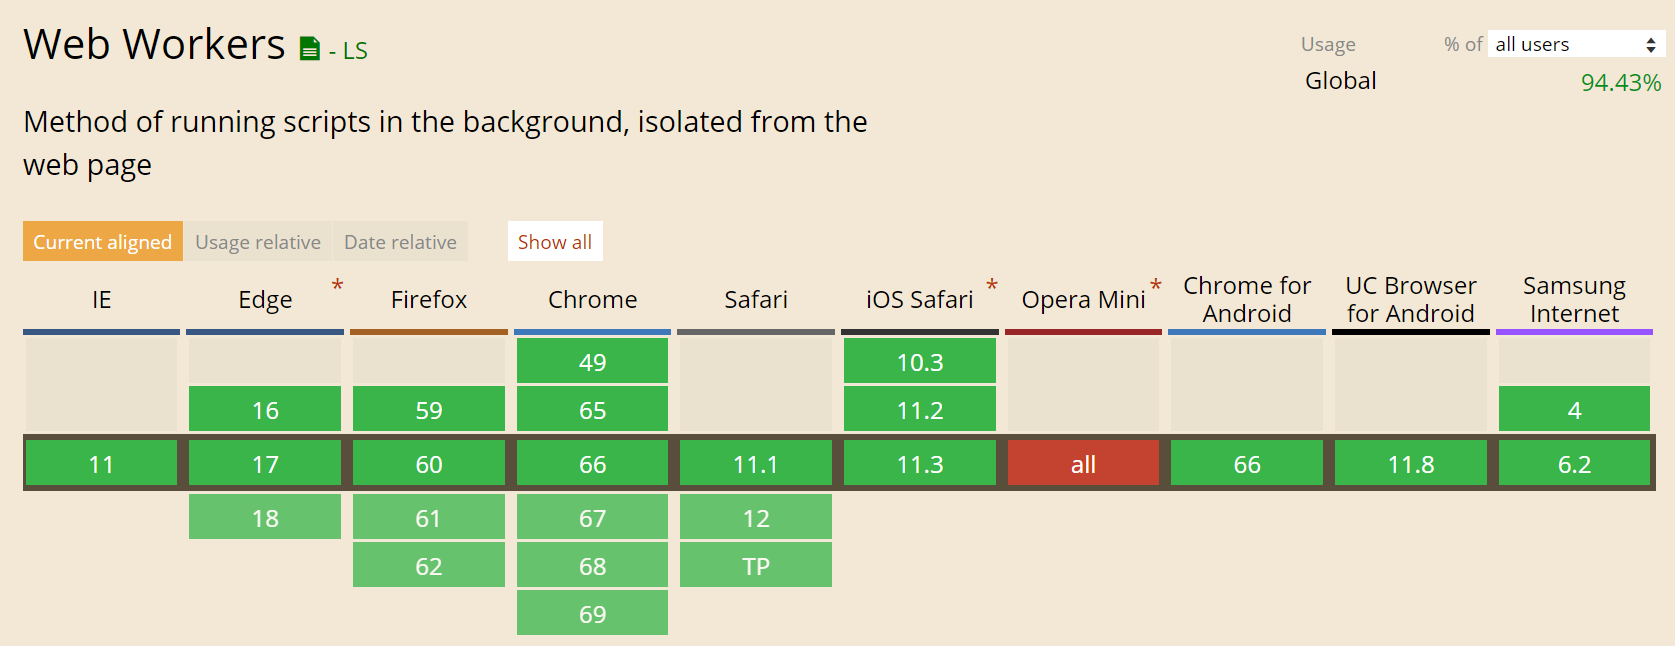 Web Workers - LS
Usage % of all users
Global 94.43%
Method of running scripts in the background, isolated from the
web page
Current aligned Usage relative Date relative Show all
IE Edge * Firefox Chrome Safari iOS Safari * Opera Mini * Chrome for Android UC Browser for Android Samsung Internet
49 10.3
16 59 65 11.2 4
11 17 60 66 11.1 11.3 all 66 11.8 6.2
18 61 67 12
62 68 TP
69